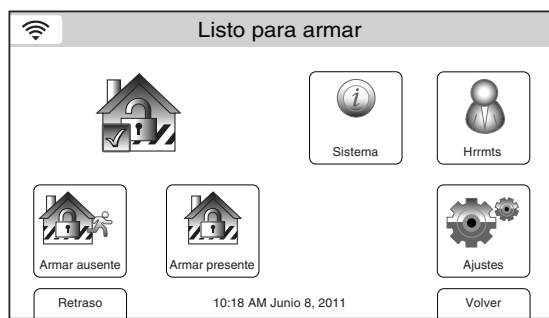 Listo para armar
Sistema
Hrrmts
Armar ausente
Armar presente
Ajustes
Retraso
10:18 AM Junio 8, 2011
Volver